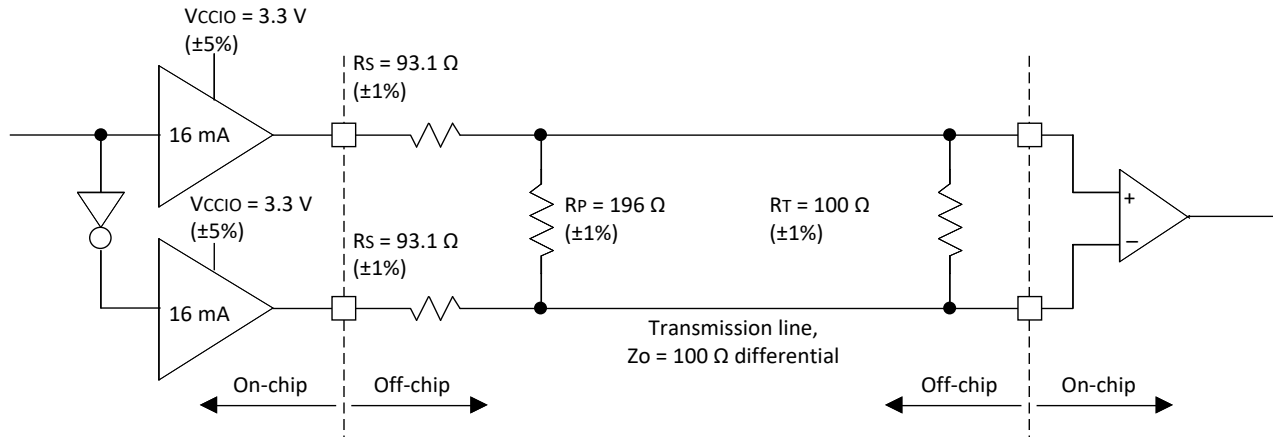 VCCIO = 3.3 V
(±5%)
RS = 93.1 Ω
(±1%)
16 mA
VCCIO = 3.3 V
(±5%)
RP = 196 Ω
(±1%)
RT = 100 Ω
(±1%)
+
−
RS = 93.1 Ω
(±1%)
16 mA
Transmission line,
Zo = 100 Ω differential
On-chip
Off-chip
Off-chip
On-chip